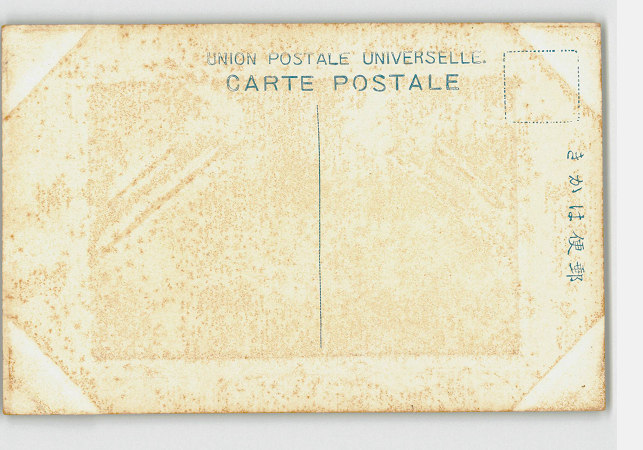 UNION POSTALE UNIVERSELLE.
CARTE POSTALE
郵便はかき